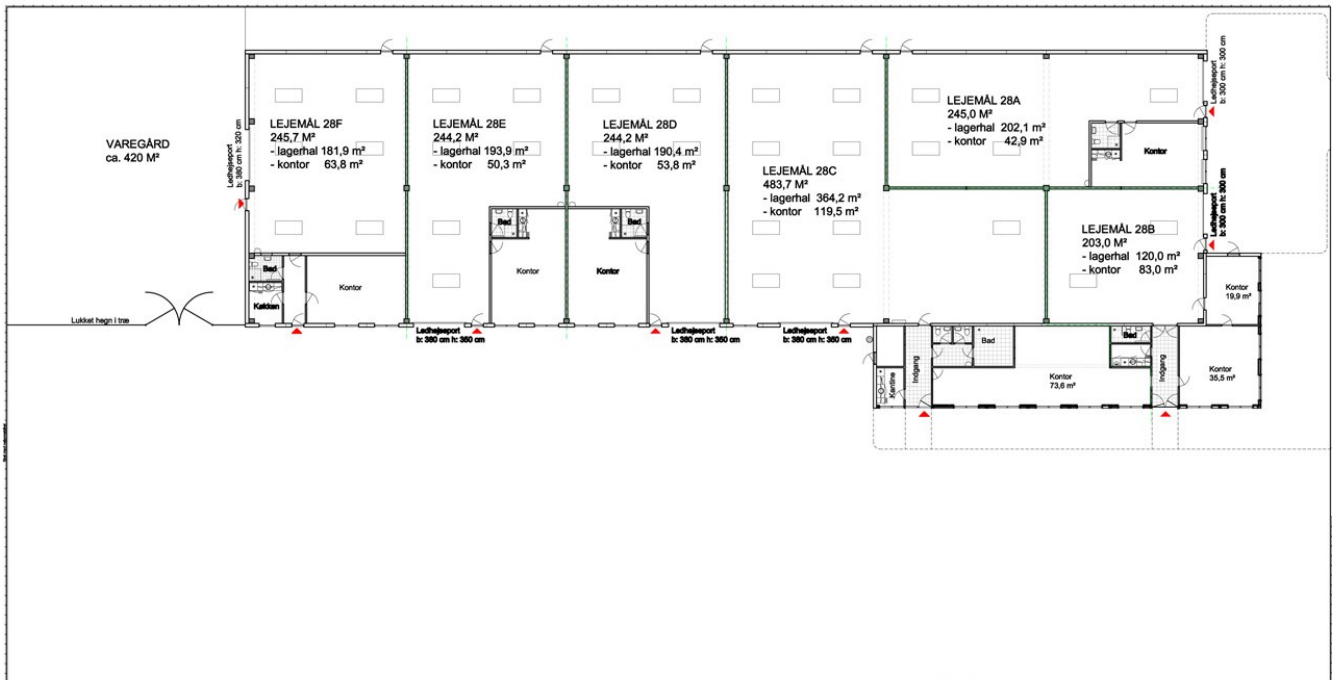 VAREGÅRD
ca. 420 M²
Lukket hegn i træ
Ledhejseport
b: 380 cm h: 320 cm
LEJEMÅL 28F
245,7 M²
- lagerhal 181,9 m²
- kontor 63,8 m²
Bad
Køkken
Kontor
LEJEMÅL 28E
244,2 M²
- lagerhal 193,9 m²
- kontor 50,3 m²
Bad
Kontor
Ledhejseport
b: 360 cm h: 360 cm
LEJEMÅL 28D
244,2 M²
- lagerhal 190,4 m²
- kontor 53,8 m²
Bad
Kontor
Ledhejseport
b: 360 cm h: 360 cm
LEJEMÅL 28C
483,7 M²
- lagerhal 364,2 m²
- kontor 119,5 m²
Ledhejseport
b: 360 cm h: 360 cm
LEJEMÅL 28A
245,0 M²
- lagerhal 202,1 m²
- kontor 42,9 m²
Kontor
Ledhejseport
b: 300 cm h: 300 cm
LEJEMÅL 28B
203,0 M²
- lagerhal 120,0 m²
- kontor 83,0 m²
Ledhejseport
b: 300 cm h: 300 cm
Kontor
19,9 m²
Kantine
Indgang
Bad
Kontor
73,6 m²
Bad
Indgang
Kontor
35,5 m²